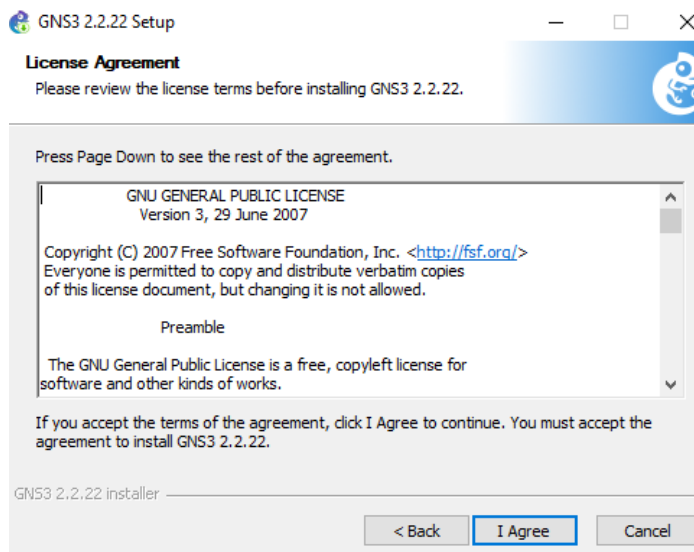 GNS3 2.2.22 Setup
License Agreement
Please review the license terms before installing GNS3 2.2.22.
Press Page Down to see the rest of the agreement.
GNU GENERAL PUBLIC LICENSE
Version 3, 29 June 2007
Copyright (C) 2007 Free Software Foundation, Inc. <http://fsf.org/>
Everyone is permitted to copy and distribute verbatim copies
of this license document, but changing it is not allowed.
Preamble
The GNU General Public License is a free, copyleft license for
software and other kinds of works.
If you accept the terms of the agreement, click I Agree to continue. You must accept the
agreement to install GNS3 2.2.22.
GNS3 2.2.22 installer
< Back I Agree Cancel